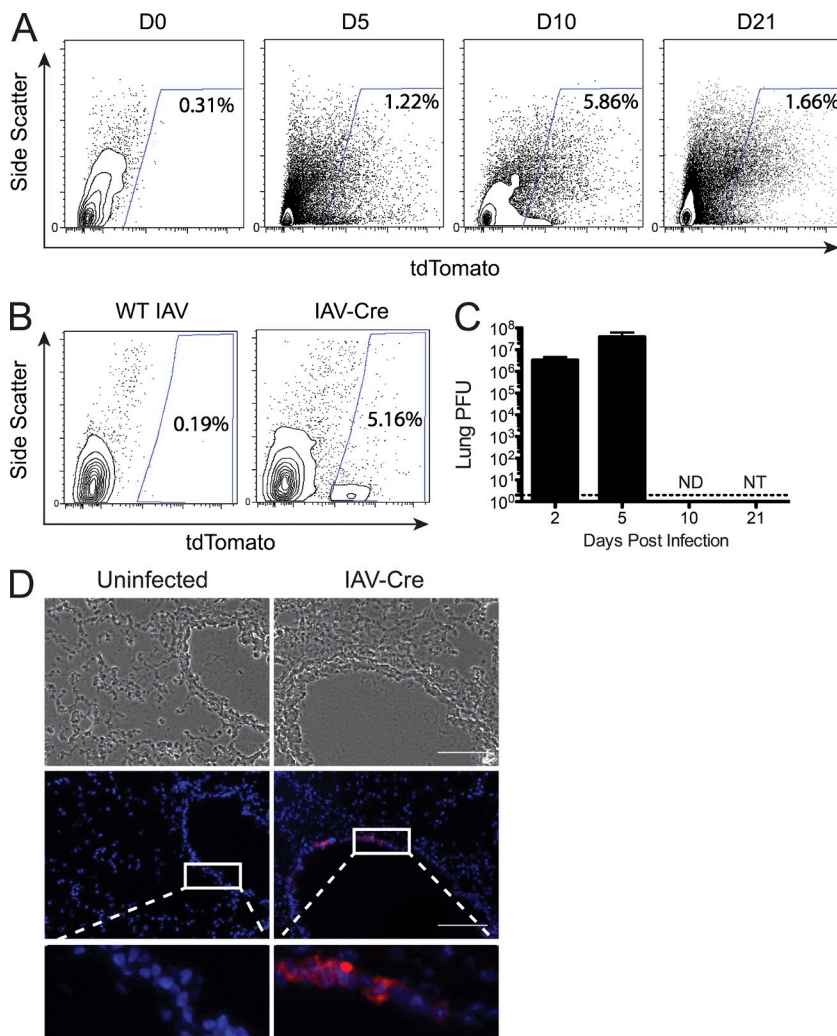 A
D0
D5
D10
D21
Side Scatter
0.31%
1.22%
5.86%
1.66%
0
0
0
0
tdTomato
B
WT IAV
IAV-Cre
Side Scatter
0.19%
5.16%
0
0
tdTomato
C
Lung PFU
10⁸
10⁷
10⁶
10⁵
10⁴
10³
10²
10¹
10⁰
ND
NT
2
5
10
21
Days Post Infection
D
Uninfected
IAV-Cre